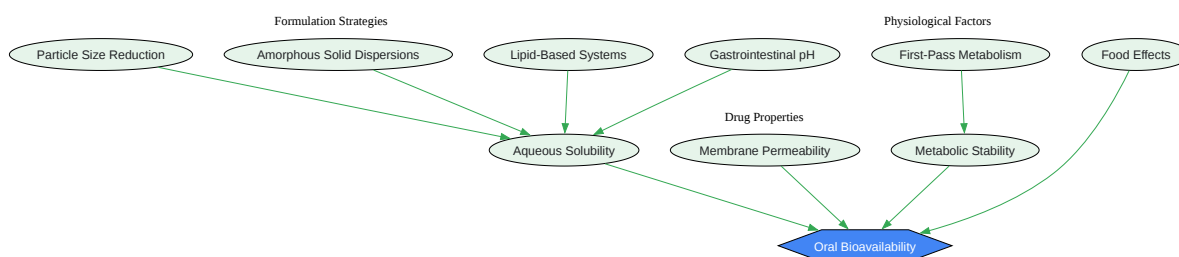 Formulation Strategies
Physiological Factors
Particle Size Reduction
Amorphous Solid Dispersions
Lipid-Based Systems
Gastrointestinal pH
First-Pass Metabolism
Food Effects
Drug Properties
Aqueous Solubility
Membrane Permeability
Metabolic Stability
Oral Bioavailability